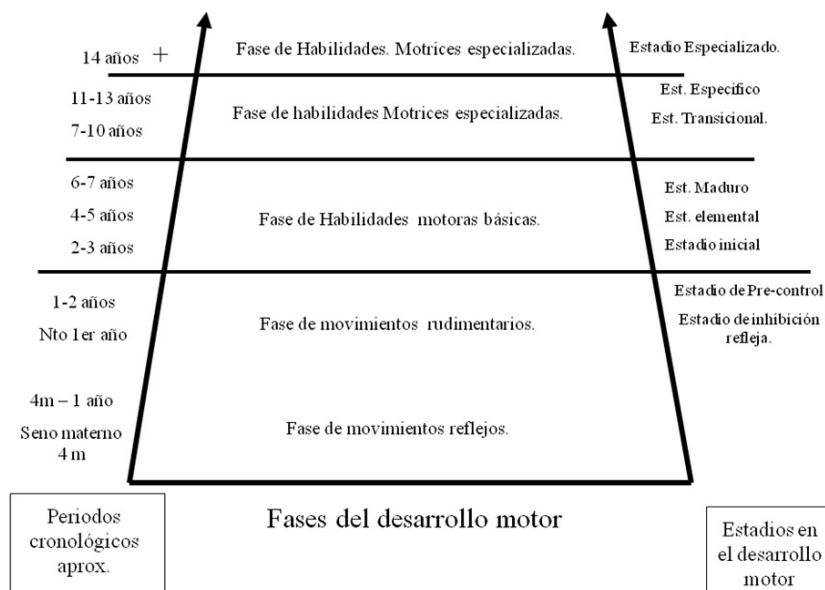 14 años +
Fase de Habilidades. Motrices especializadas.
Estadio Especializado.
11-13 años
7-10 años
Fase de habilidades Motrices especializadas.
Est. Específico
Est. Transicional.
6-7 años
4-5 años
2-3 años
Fase de Habilidades motoras básicas.
Est. Maduro
Est. elemental
Estadio inicial
1-2 años
Nto 1er año
Fase de movimientos rudimentarios.
Estadio de Pre-control
Estadio de inhibición
refleja.
4m – 1 año
Seno materno
4 m
Fase de movimientos reflejos.
Periodos
cronológicos
aprox.
Fases del desarrollo motor
Estadios en
el desarrollo
motor